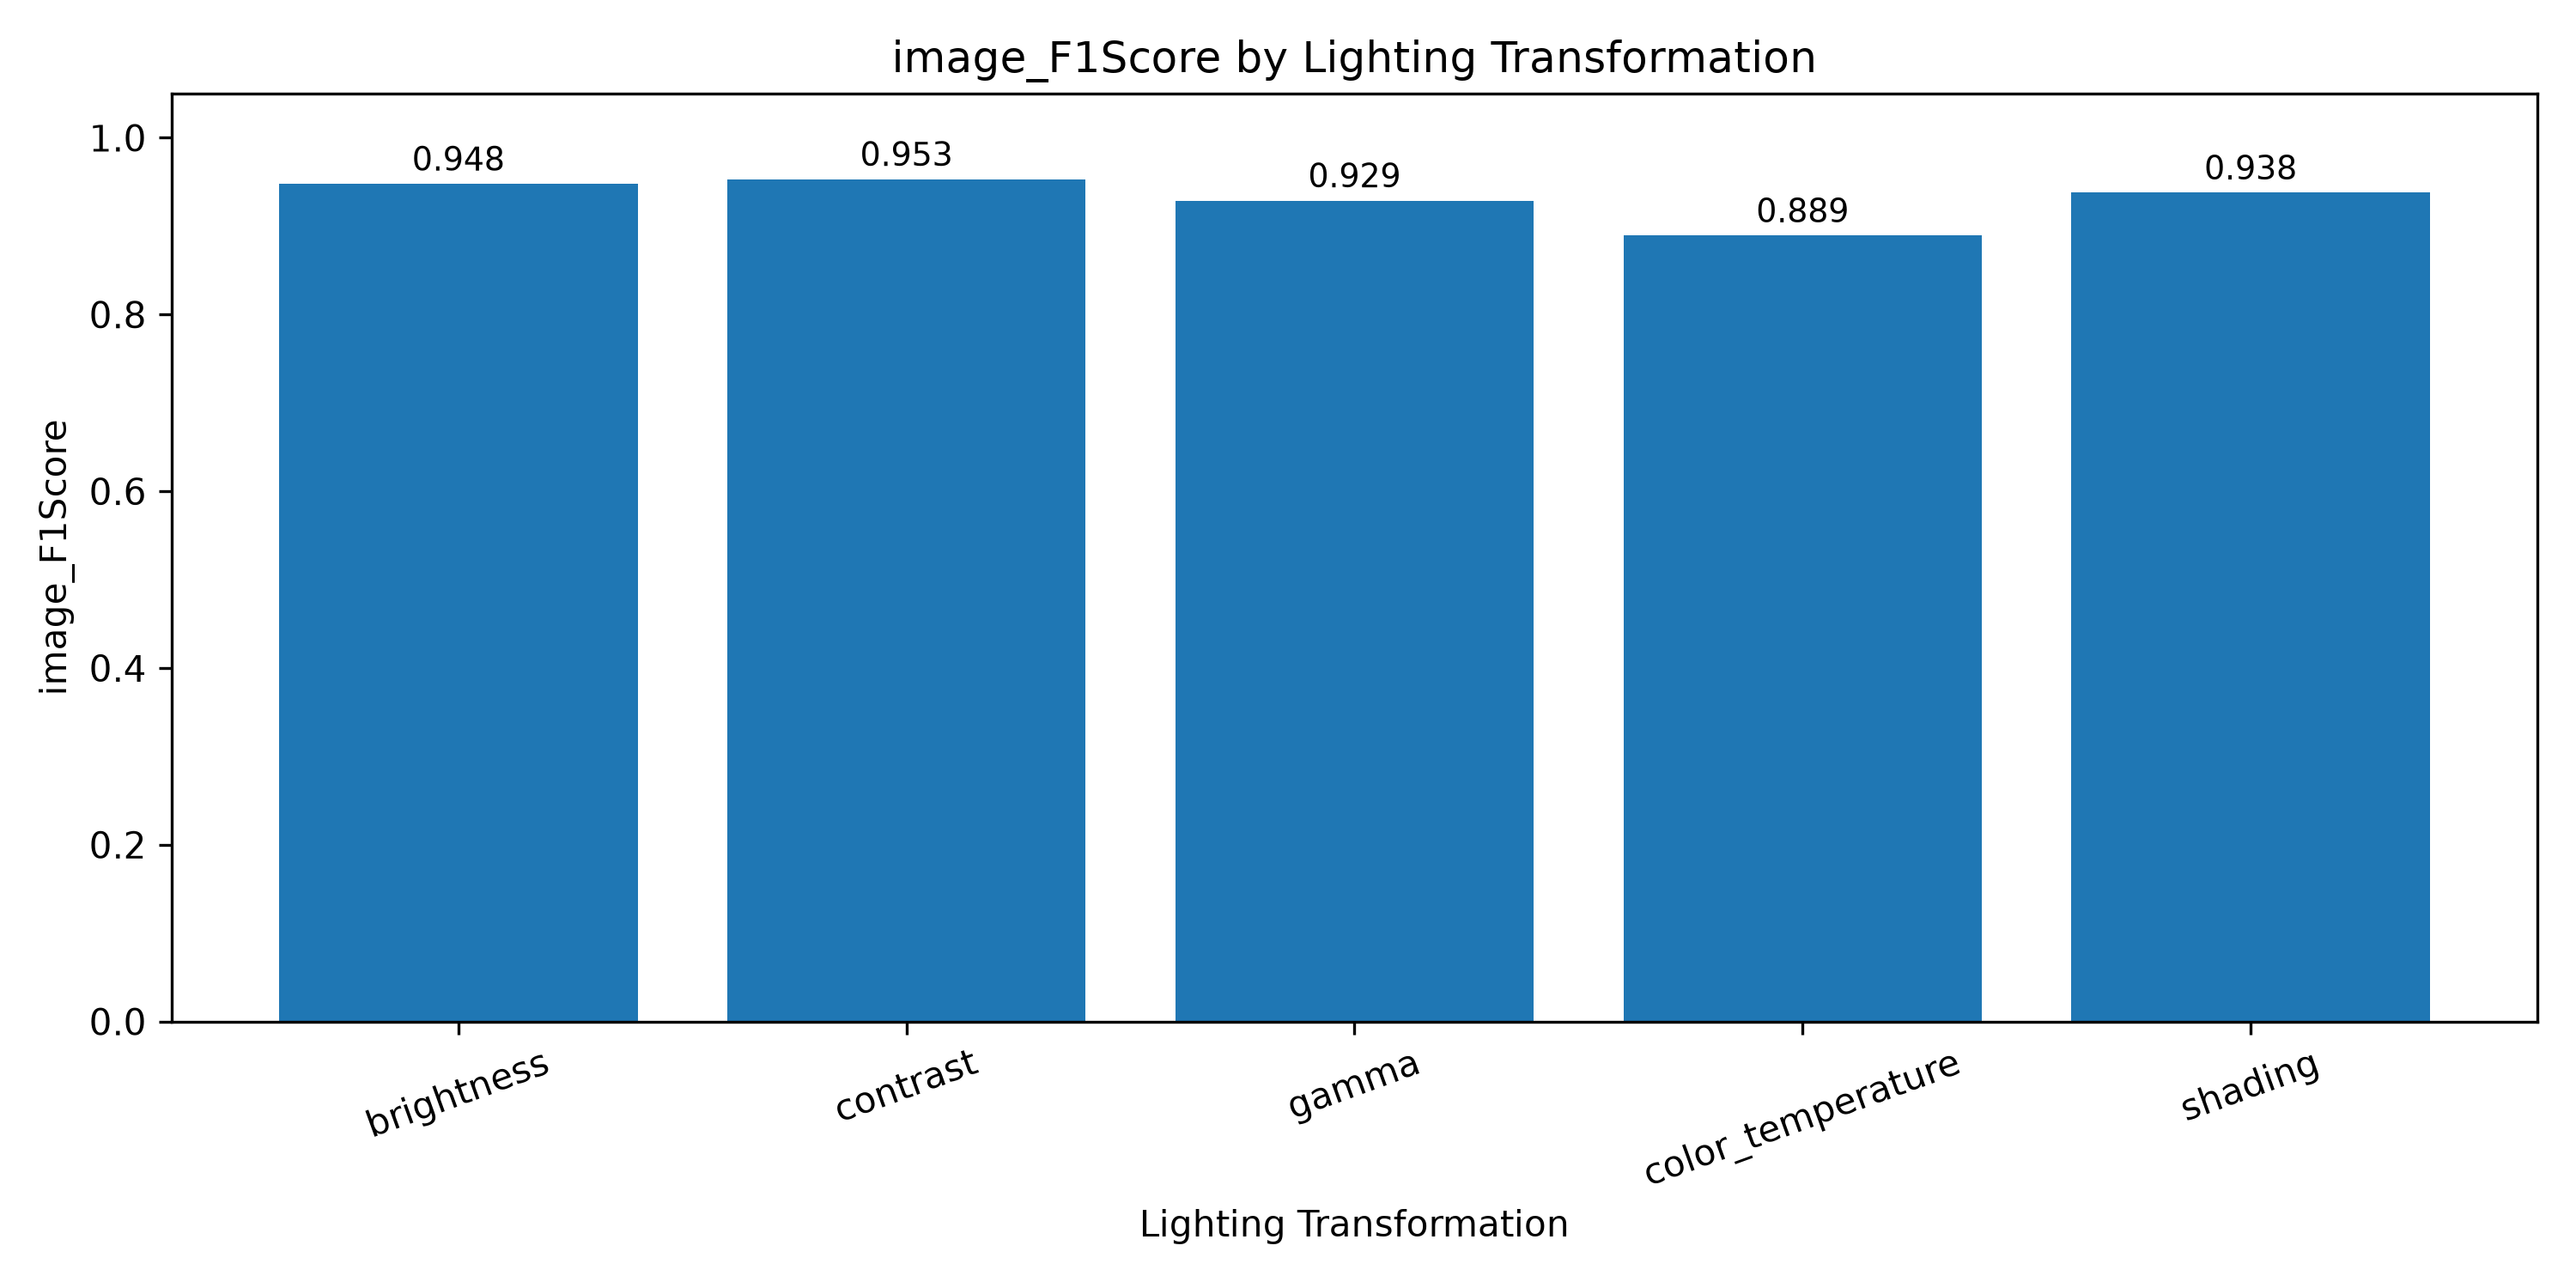 image_F1Score by Lighting Transformation
image_F1Score
1.0
0.8
0.6
0.4
0.2
0.0
0.948
0.953
0.929
0.889
0.938
brightness
contrast
gamma
color_temperature
shading
Lighting Transformation